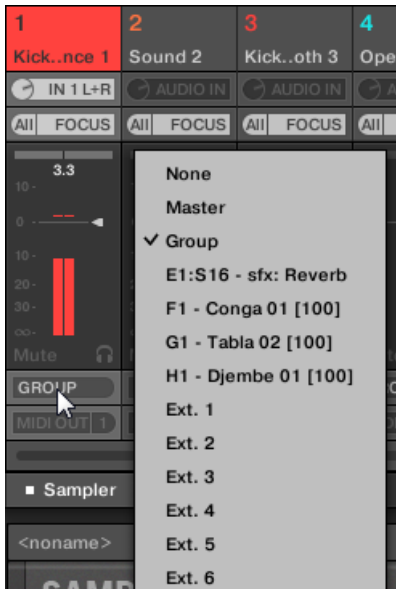 1 2 3 4
Kick..nce 1 Sound 2 Kick..oth 3 Ope
IN 1 L+R AUDIO IN AUDIO IN
All FOCUS All FOCUS All FOCUS All
3.3
10 -
0 -
10 -
20 -
30 -
∞ -
Mute
GROUP
MIDI OUT 1
Sampler
<noname>
None
Master
✓ Group
E1:S16 - sfx: Reverb
F1 - Conga 01 [100]
G1 - Tabla 02 [100]
H1 - Djembe 01 [100]
Ext. 1
Ext. 2
Ext. 3
Ext. 4
Ext. 5
Ext. 6